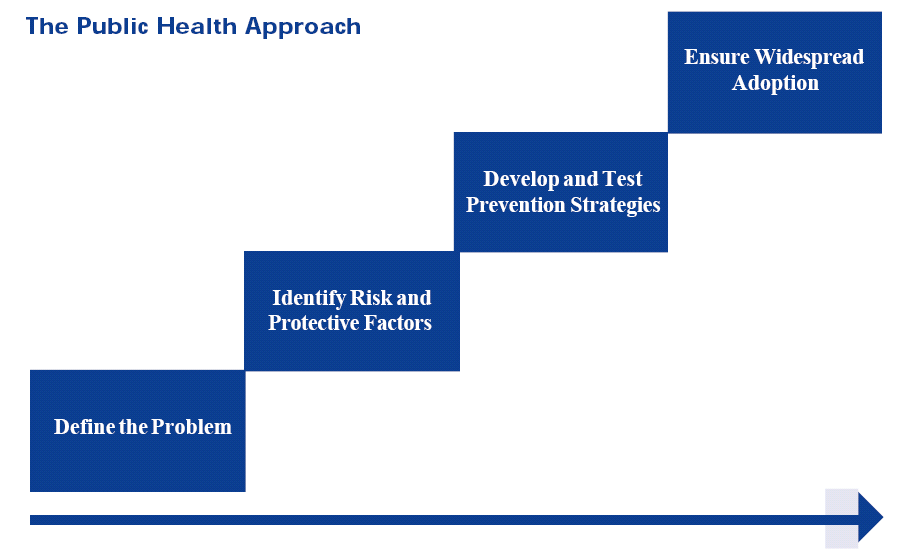 The Public Health Approach
Ensure Widespread
Adoption
Develop and Test
Prevention Strategies
Identify Risk and
Protective Factors
Define the Problem